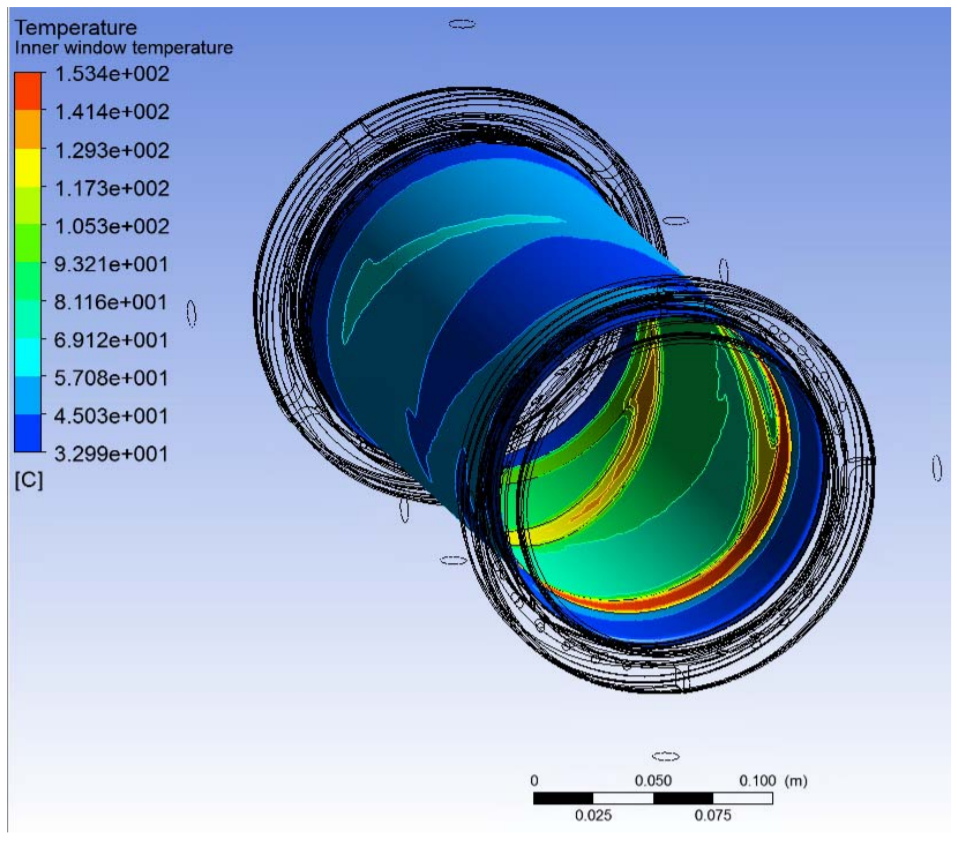 Temperature
Inner window temperature
1.534e+002
1.414e+002
1.293e+002
1.173e+002
1.053e+002
9.321e+001
8.116e+001
6.912e+001
5.708e+001
4.503e+001
3.299e+001
[C]
0 0.050 0.100 (m)
0.025 0.075